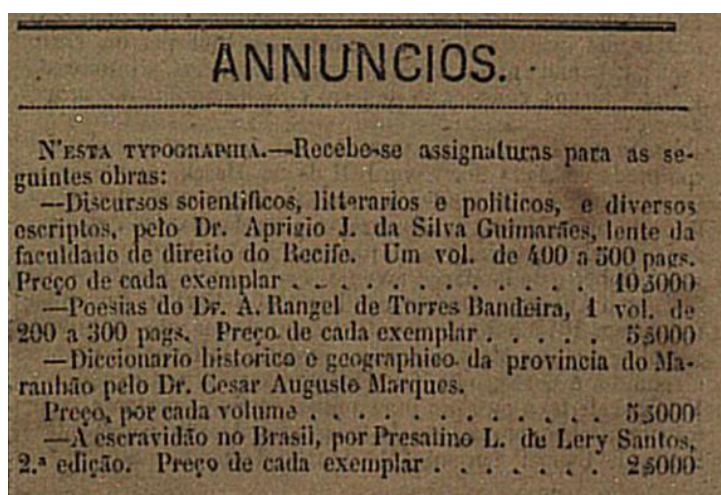 ANNUNCIOS.
N'ESTA TYPOGRAPHIA.—Recebe-se assignaturas para as se-
guintes obras:
—Discursos scientificos, litterarios e politicos, e diversos
escriptos, pelo Dr. Aprigio J. da Silva Guimarães, lente da
faculdade de direito do Recife. Um vol. de 400 a 500 pags.
Preço de cada exemplar . . . . . . . . . . . . 10$000
—Poesias do Dr. A. Rangel de Torres Bandeira, 1 vol. de
200 a 300 pags. Preço de cada exemplar . . . . . 5$000
—Diccionario historico e geographico da provincia do Ma-
ranhão pelo Dr. Cesar Augusto Marques.
Preço, por cada volume . . . . . . . . . . . . 5$000
—A escravidão no Brasil, por Presalino L. du Lery Santos,
2.ª edição. Preço de cada exemplar . . . . . . . 2$000